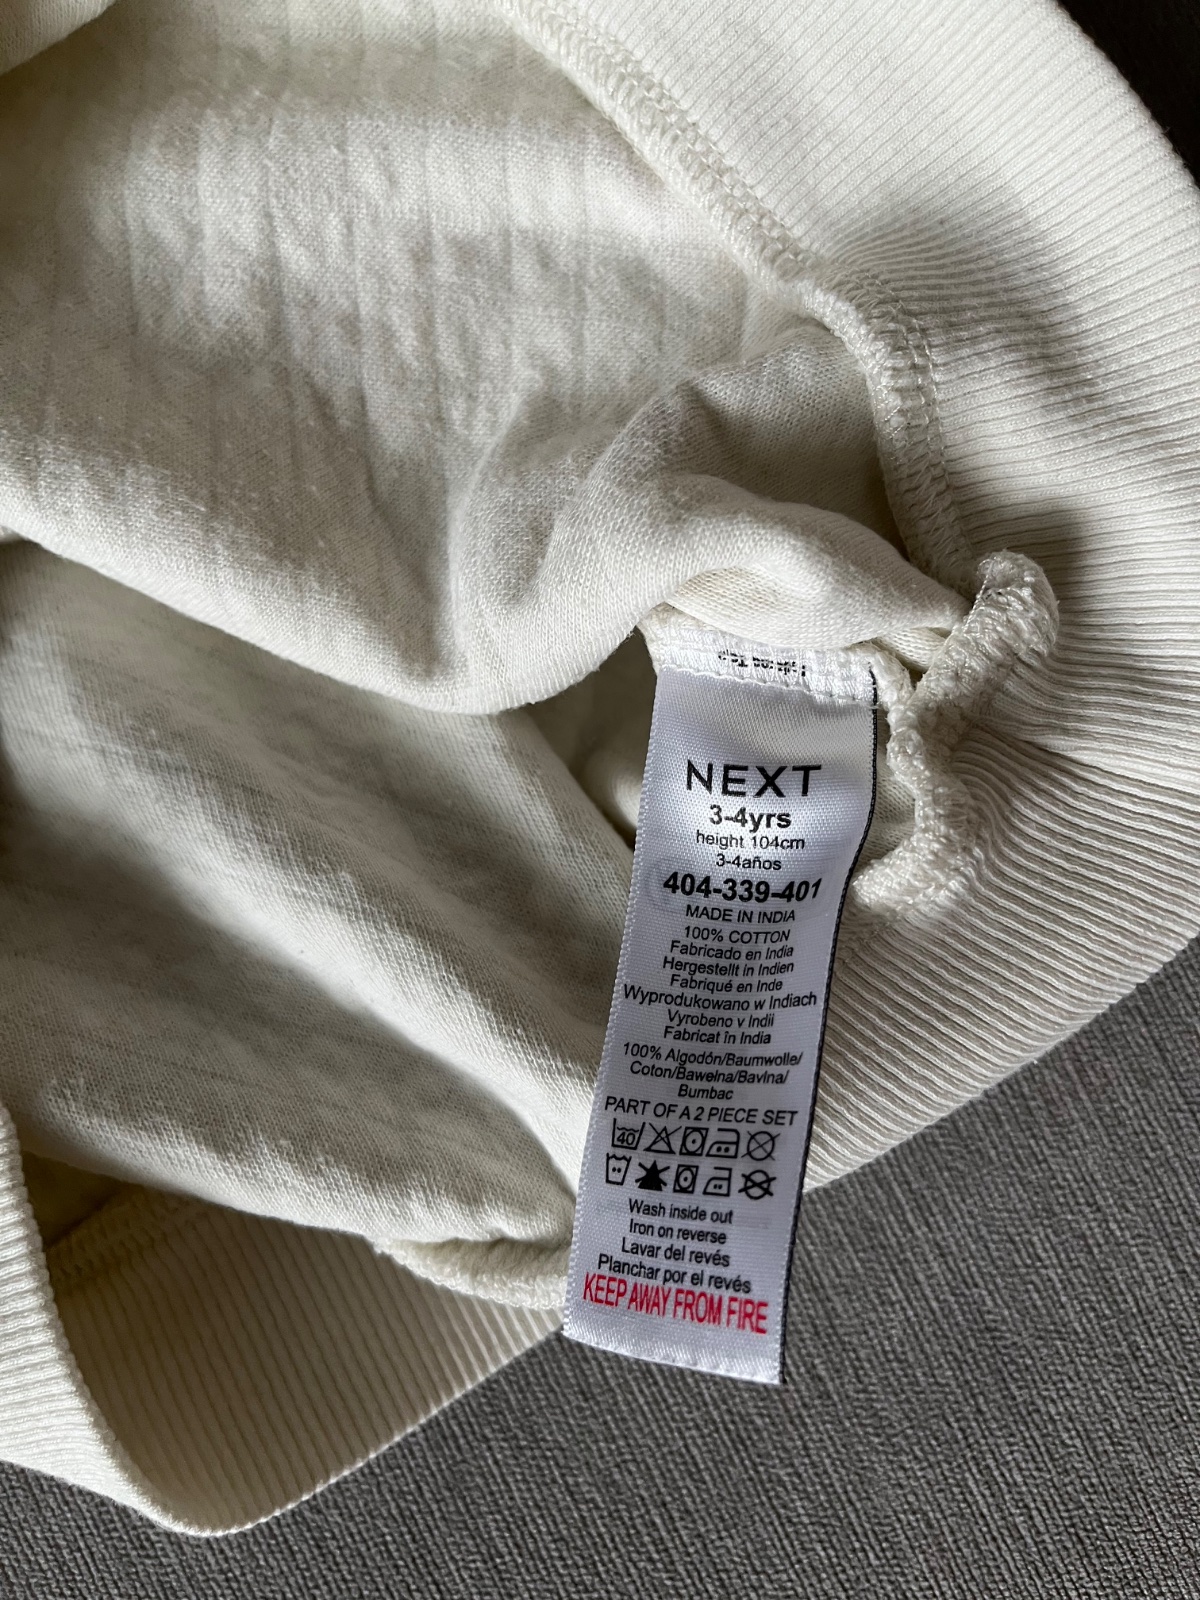 NEXT
3-4yrs
height 104cm
3-4años
404-339-401
MADE IN INDIA
100% COTTON
Fabricado en India
Hergestellt in Indien
Fabriqué en Inde
Wyprodukowano w Indiach
Vyrobeno v Indii
Fabricat în India
100% Algodón/Baumwolle/
Coton/Bawełna/Bavlna/
Bumbac
PART OF A 2 PIECE SET
40
Wash inside out
Iron on reverse
Lavar del revés
Planchar por el revés
KEEP AWAY FROM FIRE